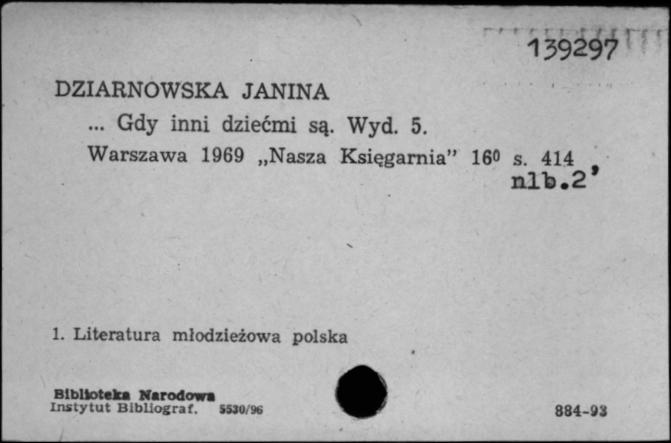 139297
DZIARNOWSKA JANINA
... Gdy inni dziećmi są. Wyd. 5.
Warszawa 1969 „Nasza Księgarnia” 16⁰ s. 414,
nlb.2
1. Literatura młodzieżowa polska
Biblioteka Narodowa
Instytut Bibliograf. 5530/96
884-93